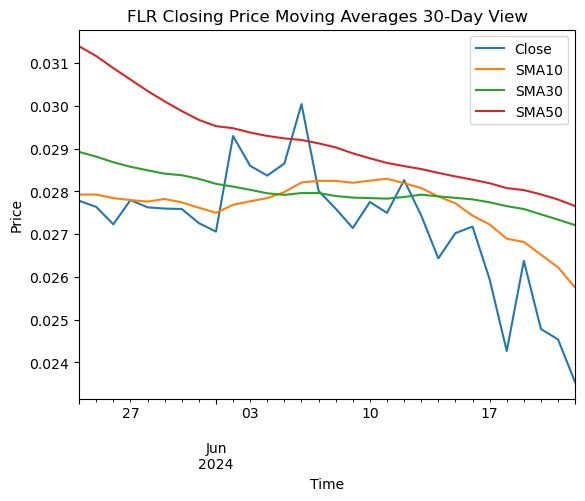 FLR Closing Price Moving Averages 30-Day View
Close
SMA10
SMA30
SMA50
0.031
0.030
0.029
0.028
0.027
0.026
0.025
0.024
Price
27
03
10
17
Jun
2024
Time